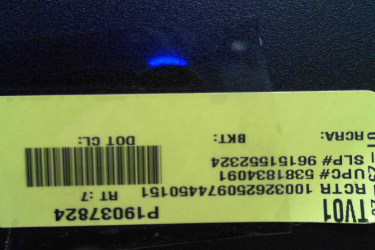 TV01
P19037824
RT :7
RCTR 10032625097445015​1
UPC# 5381834091
SLP# 96151552324
DOT CL:
BKT:
RCRA: